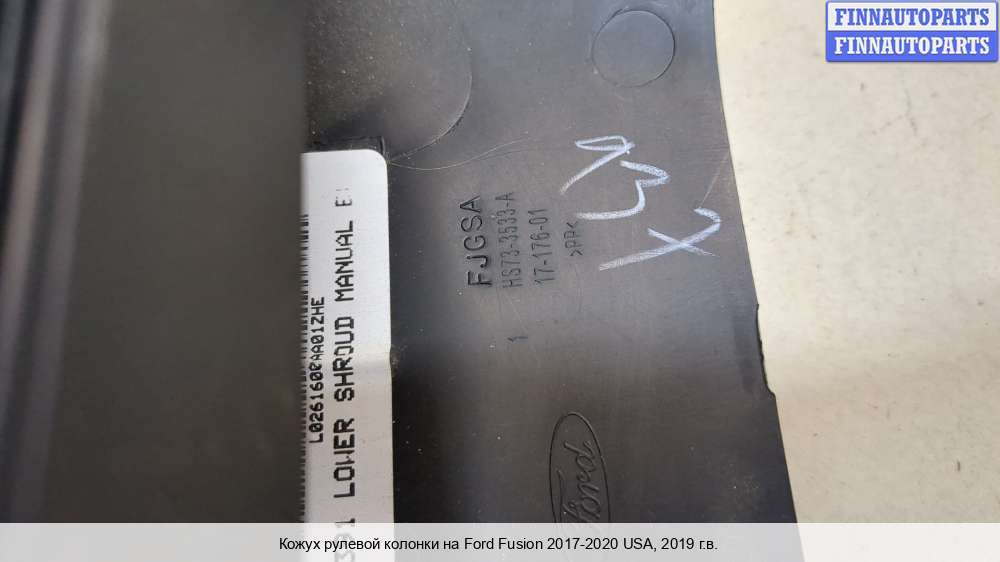 FINNAUTOPARTS
FINNAUTOPARTS
LOWER SHROUD MANUAL
FJGSA
HS73-3533-A
17-176-01
>PP<
1
Ford
Кожух рулевой колонки на Ford Fusion 2017-2020 USA, 2019 г.в.